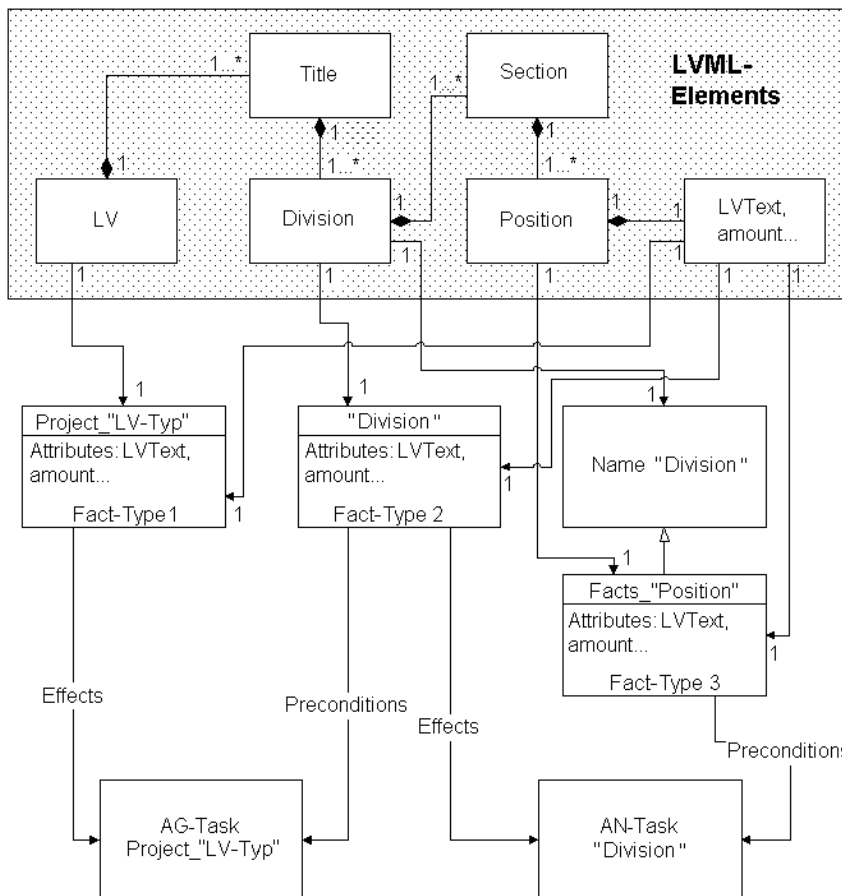 Title
Section
LVML-
Elements
1...*
1...*
1
1
1
1...*
1...*
LV
Division
1
Position
1
1
LVText,
amount...
1
1
1
1
1
1
1
1
1
1
1
Project_"LV-Typ"
Attributes: LVText,
amount...
Fact-Type 1
1
"Division"
Attributes: LVText,
amount...
Fact-Type 2
1
Name "Division"
1
Facts_"Position"
Attributes: LVText,
amount...
Fact-Type 3
1
Effects
Preconditions
Effects
Preconditions
AG-Task
Project_"LV-Typ"
AN-Task
"Division"